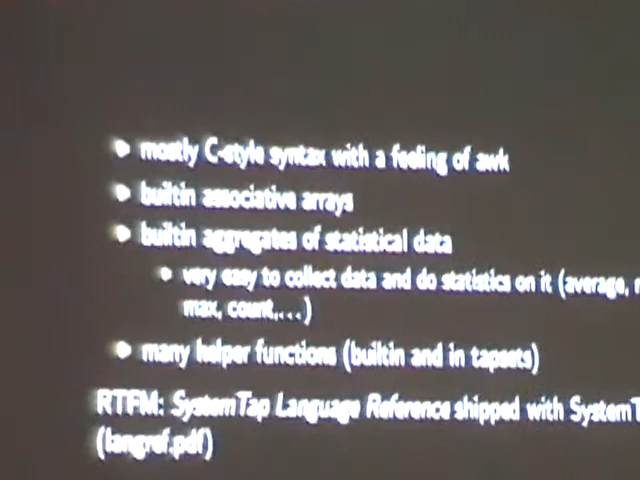 mostly C-style syntax with a feeling of awk
builtin associative arrays
builtin aggregates of statistical data
very easy to collect data and do statistics on it (average,
max, count,...)
many helper functions (builtin and in tapsets)
RTFM: SystemTap Language Reference shipped with SystemT
(langref.pdf)